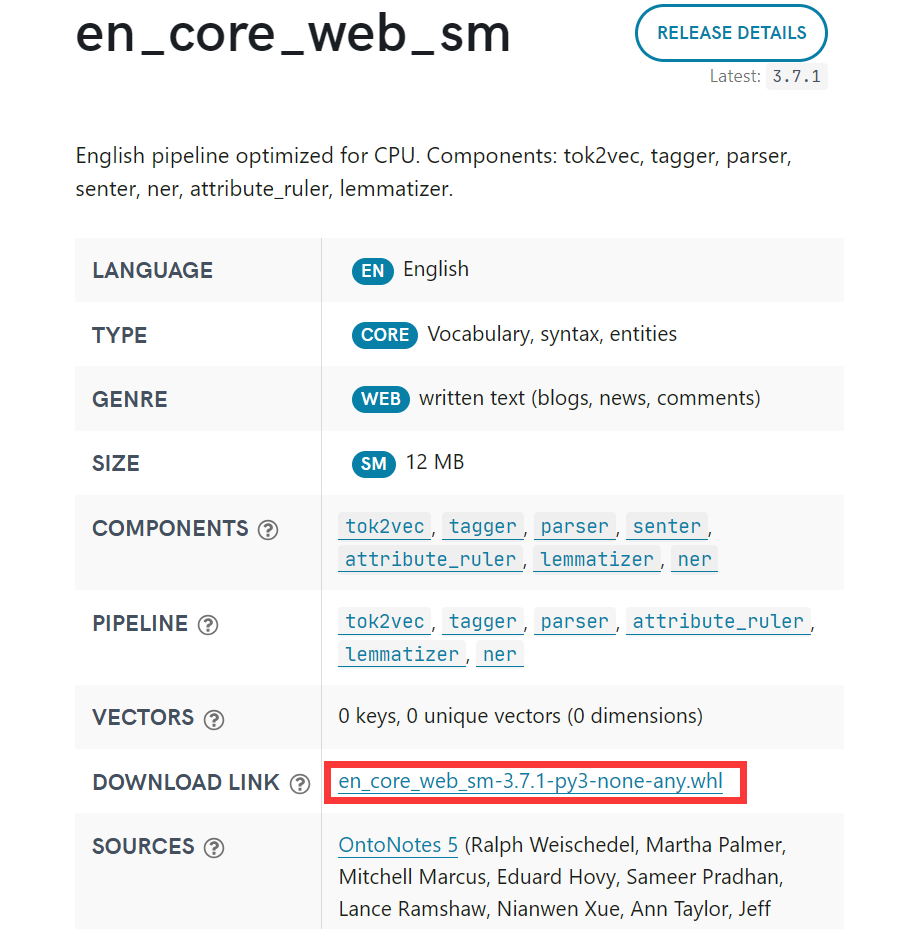 en_core_web_sm
RELEASE DETAILS
Latest: 3.7.1
English pipeline optimized for CPU. Components: tok2vec, tagger, parser,
senter, ner, attribute_ruler, lemmatizer.
LANGUAGE EN English
TYPE CORE Vocabulary, syntax, entities
GENRE WEB written text (blogs, news, comments)
SIZE SM 12 MB
COMPONENTS ? tok2vec, tagger, parser, senter,
attribute_ruler, lemmatizer, ner
PIPELINE ? tok2vec, tagger, parser, attribute_ruler,
lemmatizer, ner
VECTORS ? 0 keys, 0 unique vectors (0 dimensions)
DOWNLOAD LINK ? en_core_web_sm-3.7.1-py3-none-any.whl
SOURCES ? OntoNotes 5 (Ralph Weischedel, Martha Palmer,
Mitchell Marcus, Eduard Hovy, Sameer Pradhan,
Lance Ramshaw, Nianwen Xue, Ann Taylor, Jeff